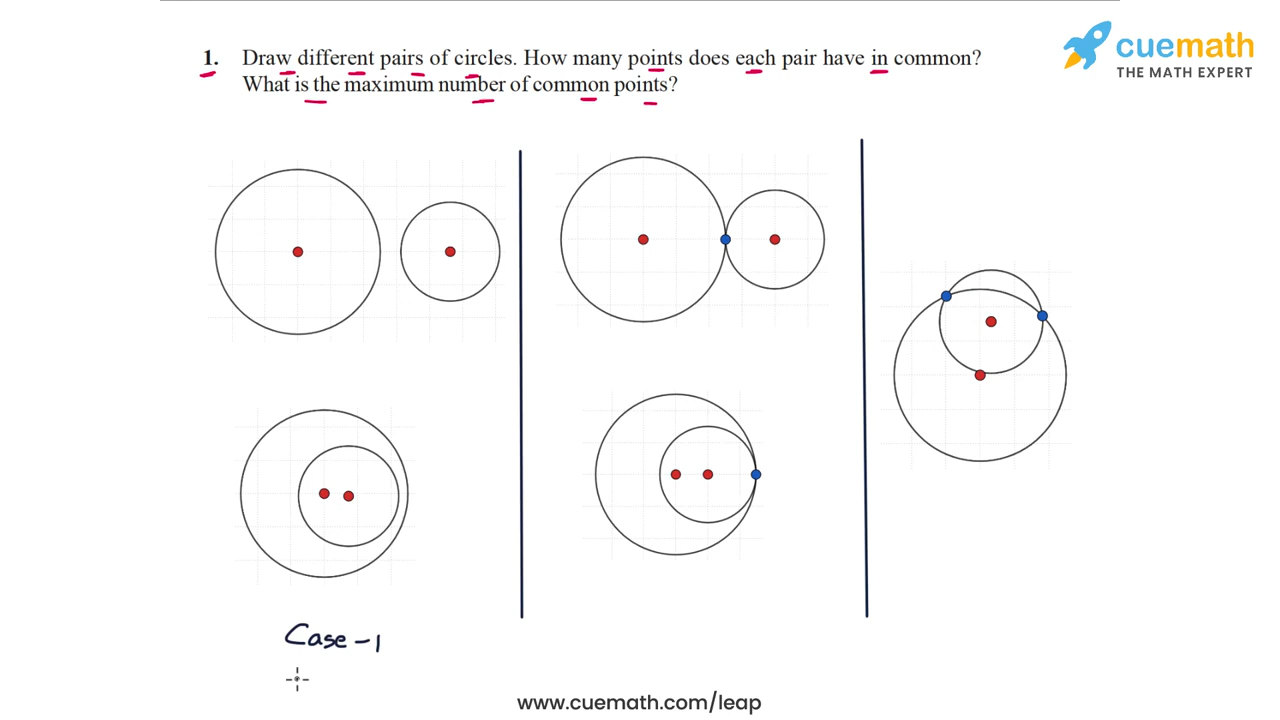 cuemath
THE MATH EXPERT
1. Draw different pairs of circles. How many points does each pair have in common?
What is the maximum number of common points?
Case-1
www.cuemath.com/leap